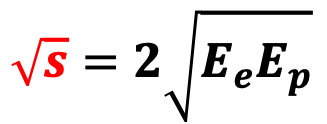 √s = 2√(E_e E_p)